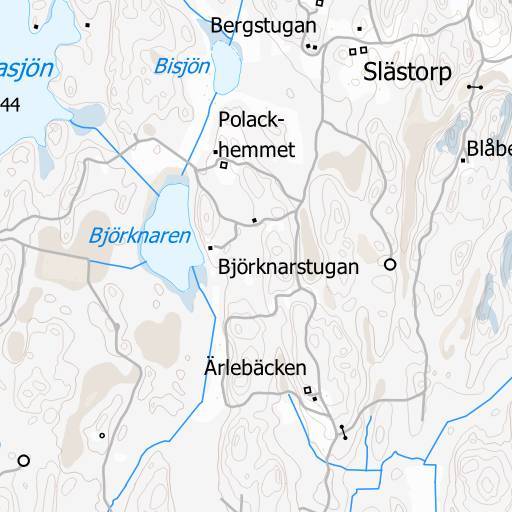 Bergstugan
asjön
Bisjön
Slästorp
44
Polack-
hemmet
Blåbe
Björknaren
Björknarstugan
Ärlebäcken